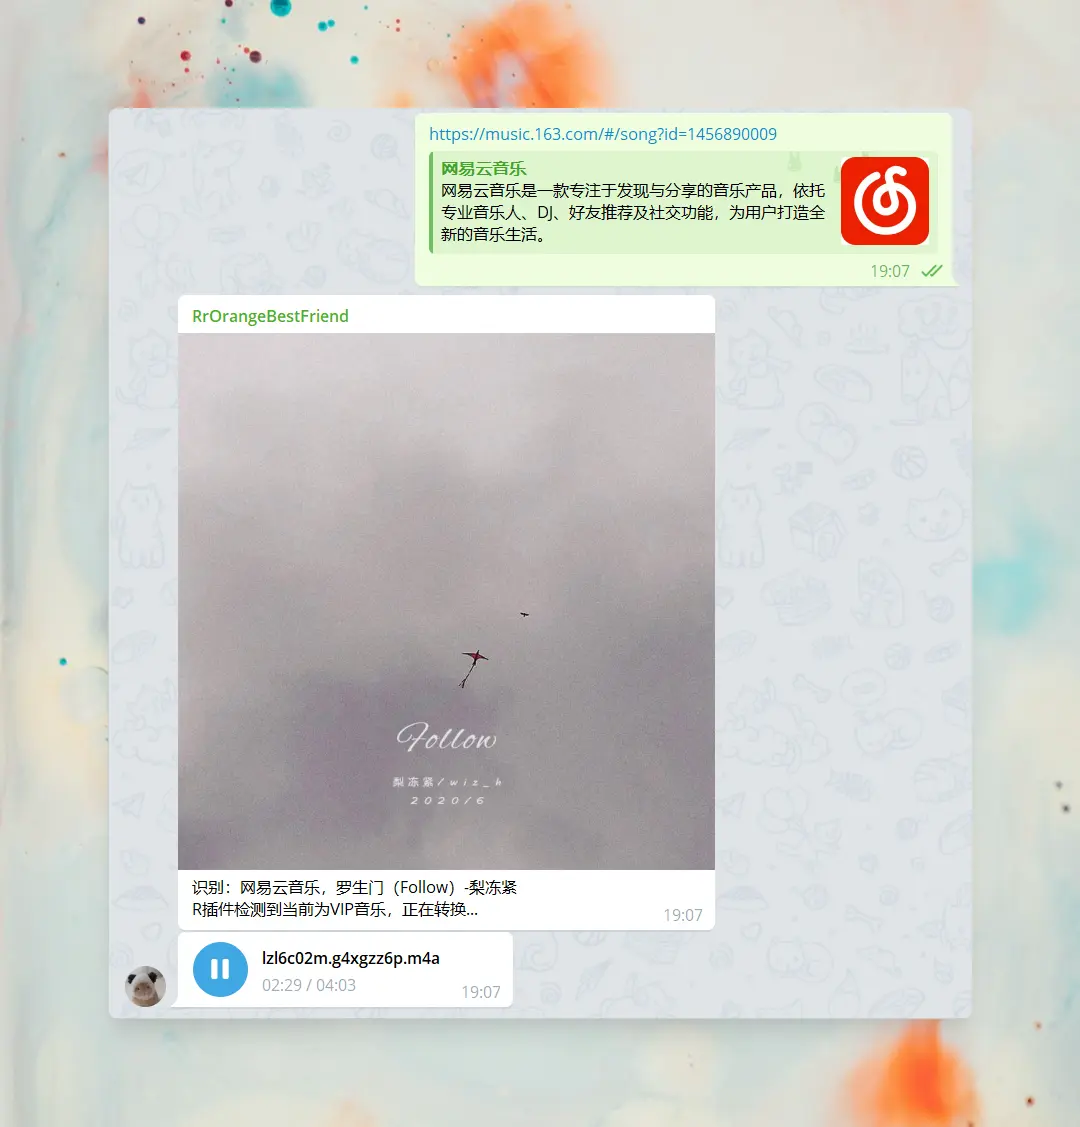 https://music.163.com/#/song?id=1456890009
网易云音乐
网易云音乐是一款专注于发现与分享的音乐产品，依托
专业音乐人、DJ、好友推荐及社交功能，为用户打造全
新的音乐生活。
19:07
RrOrangeBestFriend
Follow
梨冻紧/wiz_h
2020/6
识别：网易云音乐，罗生门（Follow）-梨冻紧
R插件检测到当前为VIP音乐，正在转换...
19:07
lzl6c02m.g4xgzz6p.m4a
02:29 / 04:03
19:07